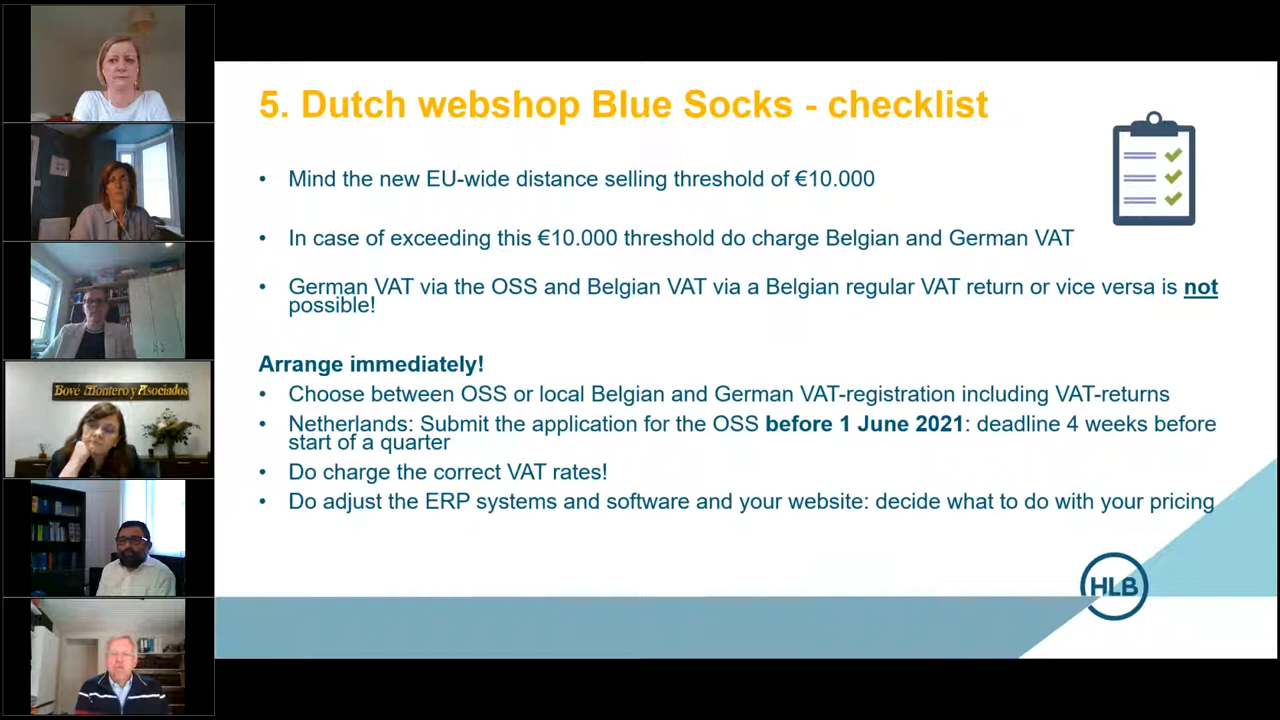 5. Dutch webshop Blue Socks - checklist
• Mind the new EU-wide distance selling threshold of €10.000
• In case of exceeding this €10.000 threshold do charge Belgian and German VAT
• German VAT via the OSS and Belgian VAT via a Belgian regular VAT return or vice versa is not
possible!
Arrange immediately!
• Choose between OSS or local Belgian and German VAT-registration including VAT-returns
• Netherlands: Submit the application for the OSS before 1 June 2021: deadline 4 weeks before
start of a quarter
• Do charge the correct VAT rates!
• Do adjust the ERP systems and software and your website: decide what to do with your pricing
HLB
Bové Montero y Asociados